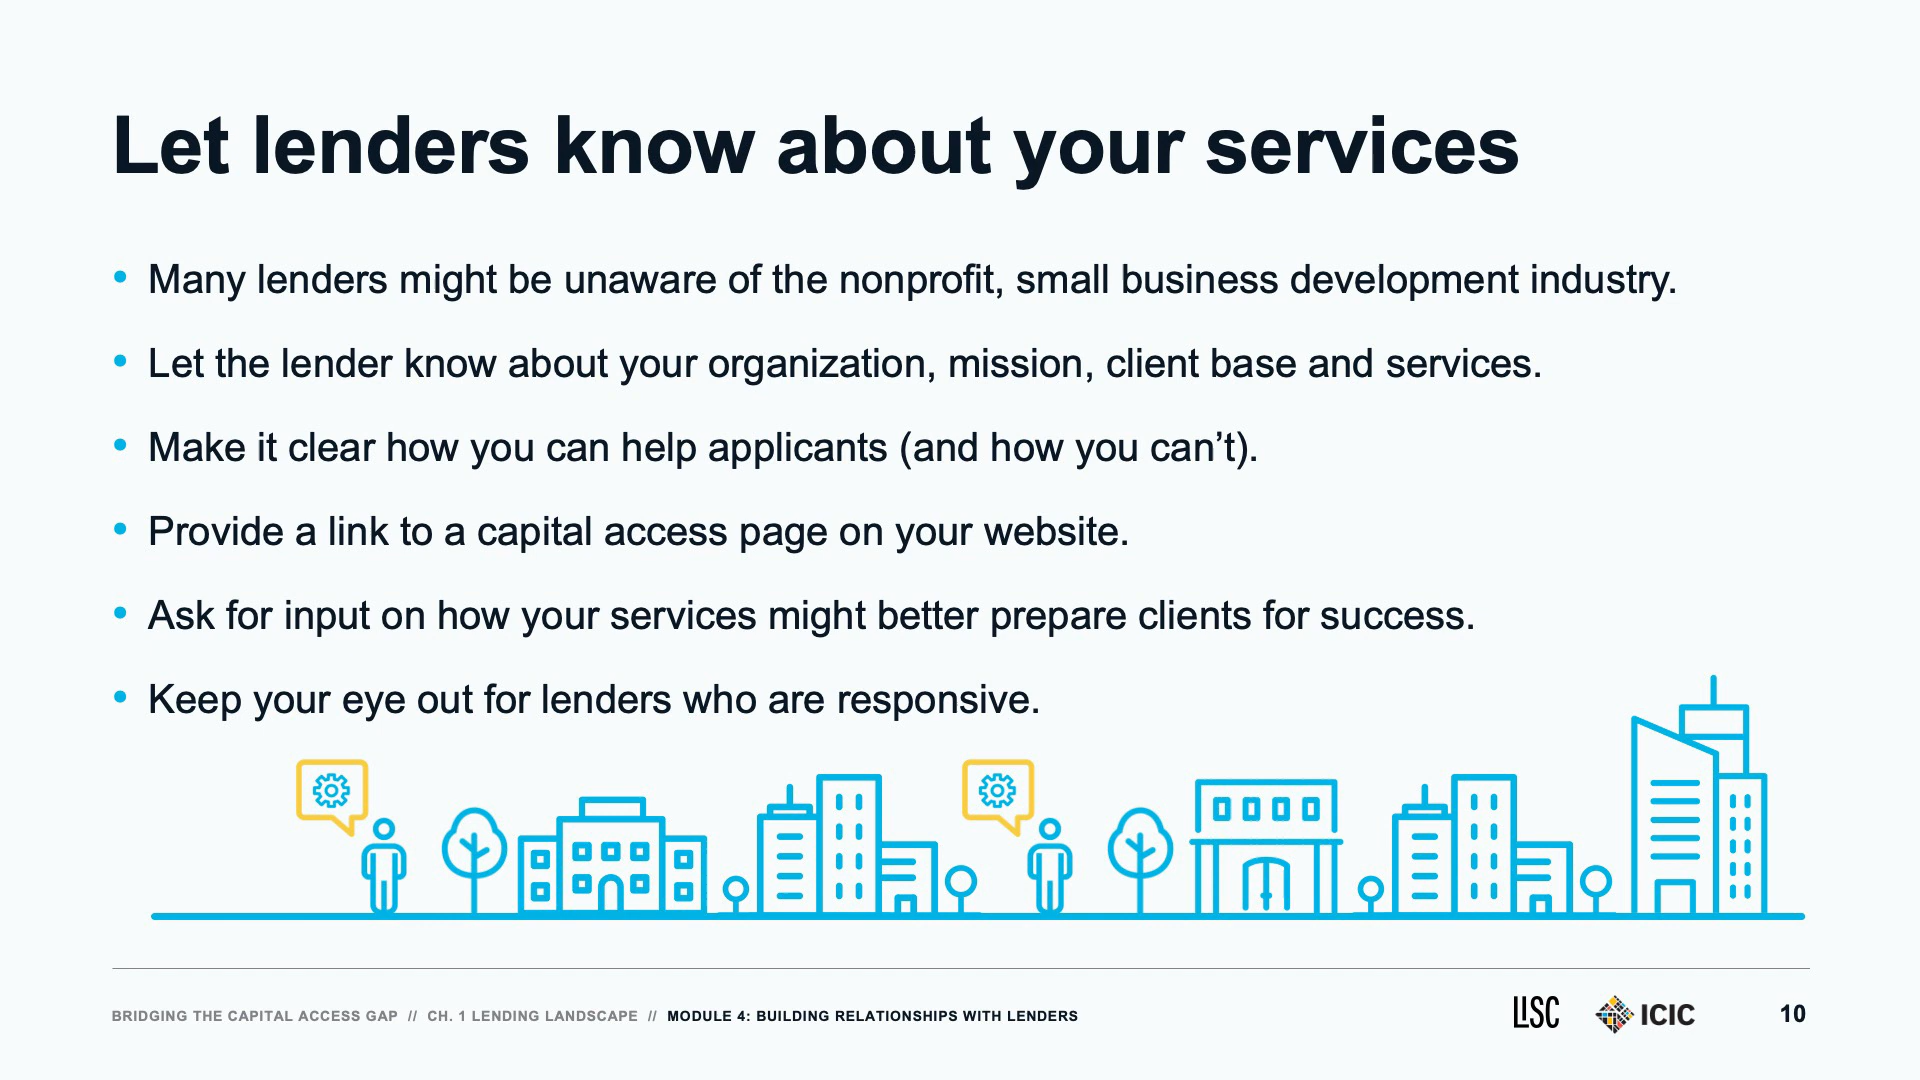 Let lenders know about your services
• Many lenders might be unaware of the nonprofit, small business development industry.
• Let the lender know about your organization, mission, client base and services.
• Make it clear how you can help applicants (and how you can’t).
• Provide a link to a capital access page on your website.
• Ask for input on how your services might better prepare clients for success.
• Keep your eye out for lenders who are responsive.
BRIDGING THE CAPITAL ACCESS GAP // CH. 1 LENDING LANDSCAPE // MODULE 4: BUILDING RELATIONSHIPS WITH LENDERS
LISC ICIC 10